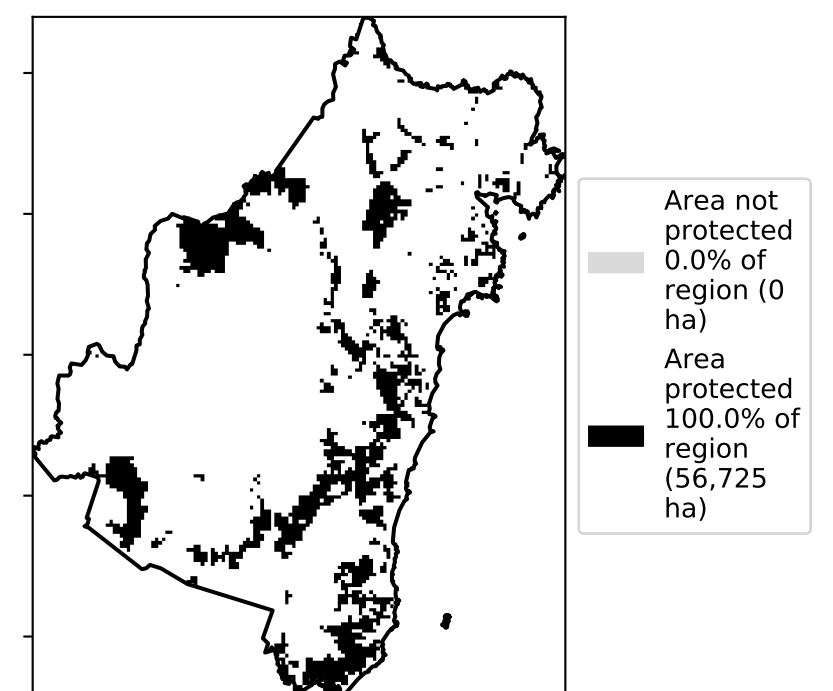 Area not
protected
0.0% of
region (0
ha)
Area
protected
100.0% of
region
(56,725
ha)